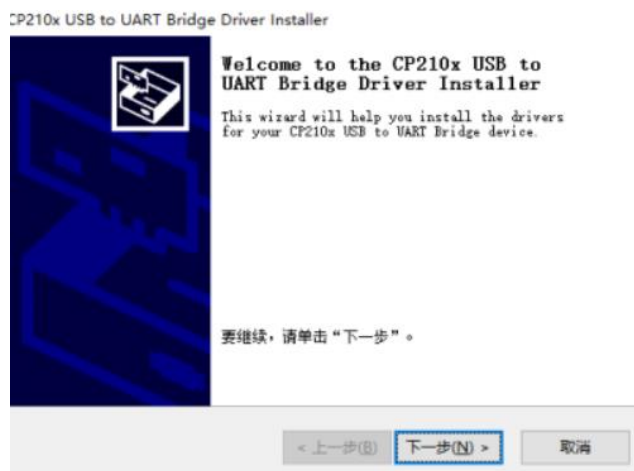 CP210x USB to UART Bridge Driver Installer
Welcome to the CP210x USB to
UART Bridge Driver Installer
This wizard will help you install the drivers
for your CP210x USB to UART Bridge device.
要继续，请单击“下一步”。
< 上一步(B)
下一步(N) >
取消